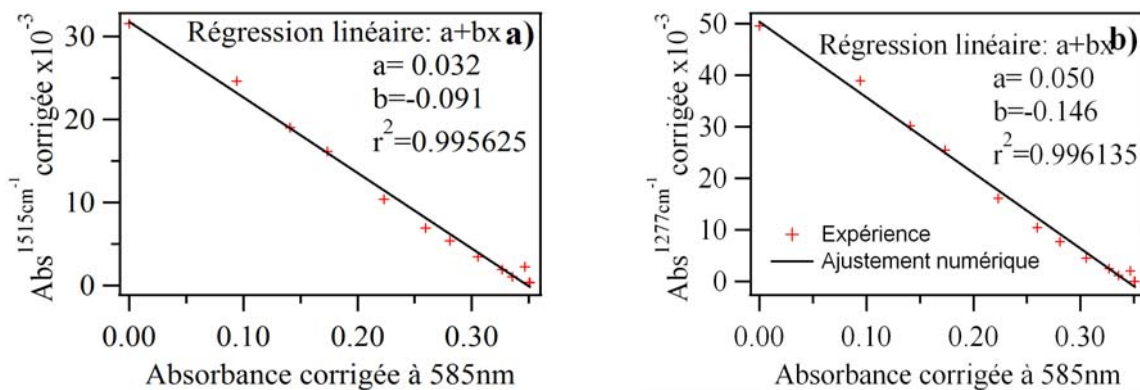 Régression linéaire: a+bx a)
a= 0.032
b=-0.091
r²=0.995625
30
20
10
0
0.00 0.10 0.20 0.30
Abs 1515cm⁻¹ corrigée x10⁻³
Absorbance corrigée à 585nm
Régression linéaire: a+bx b)
a= 0.050
b=-0.146
r²=0.996135
Expérience
Ajustement numérique
50
40
30
20
10
0
0.00 0.10 0.20 0.30
Abs 1277cm⁻¹ corrigée x10⁻³
Absorbance corrigée à 585nm